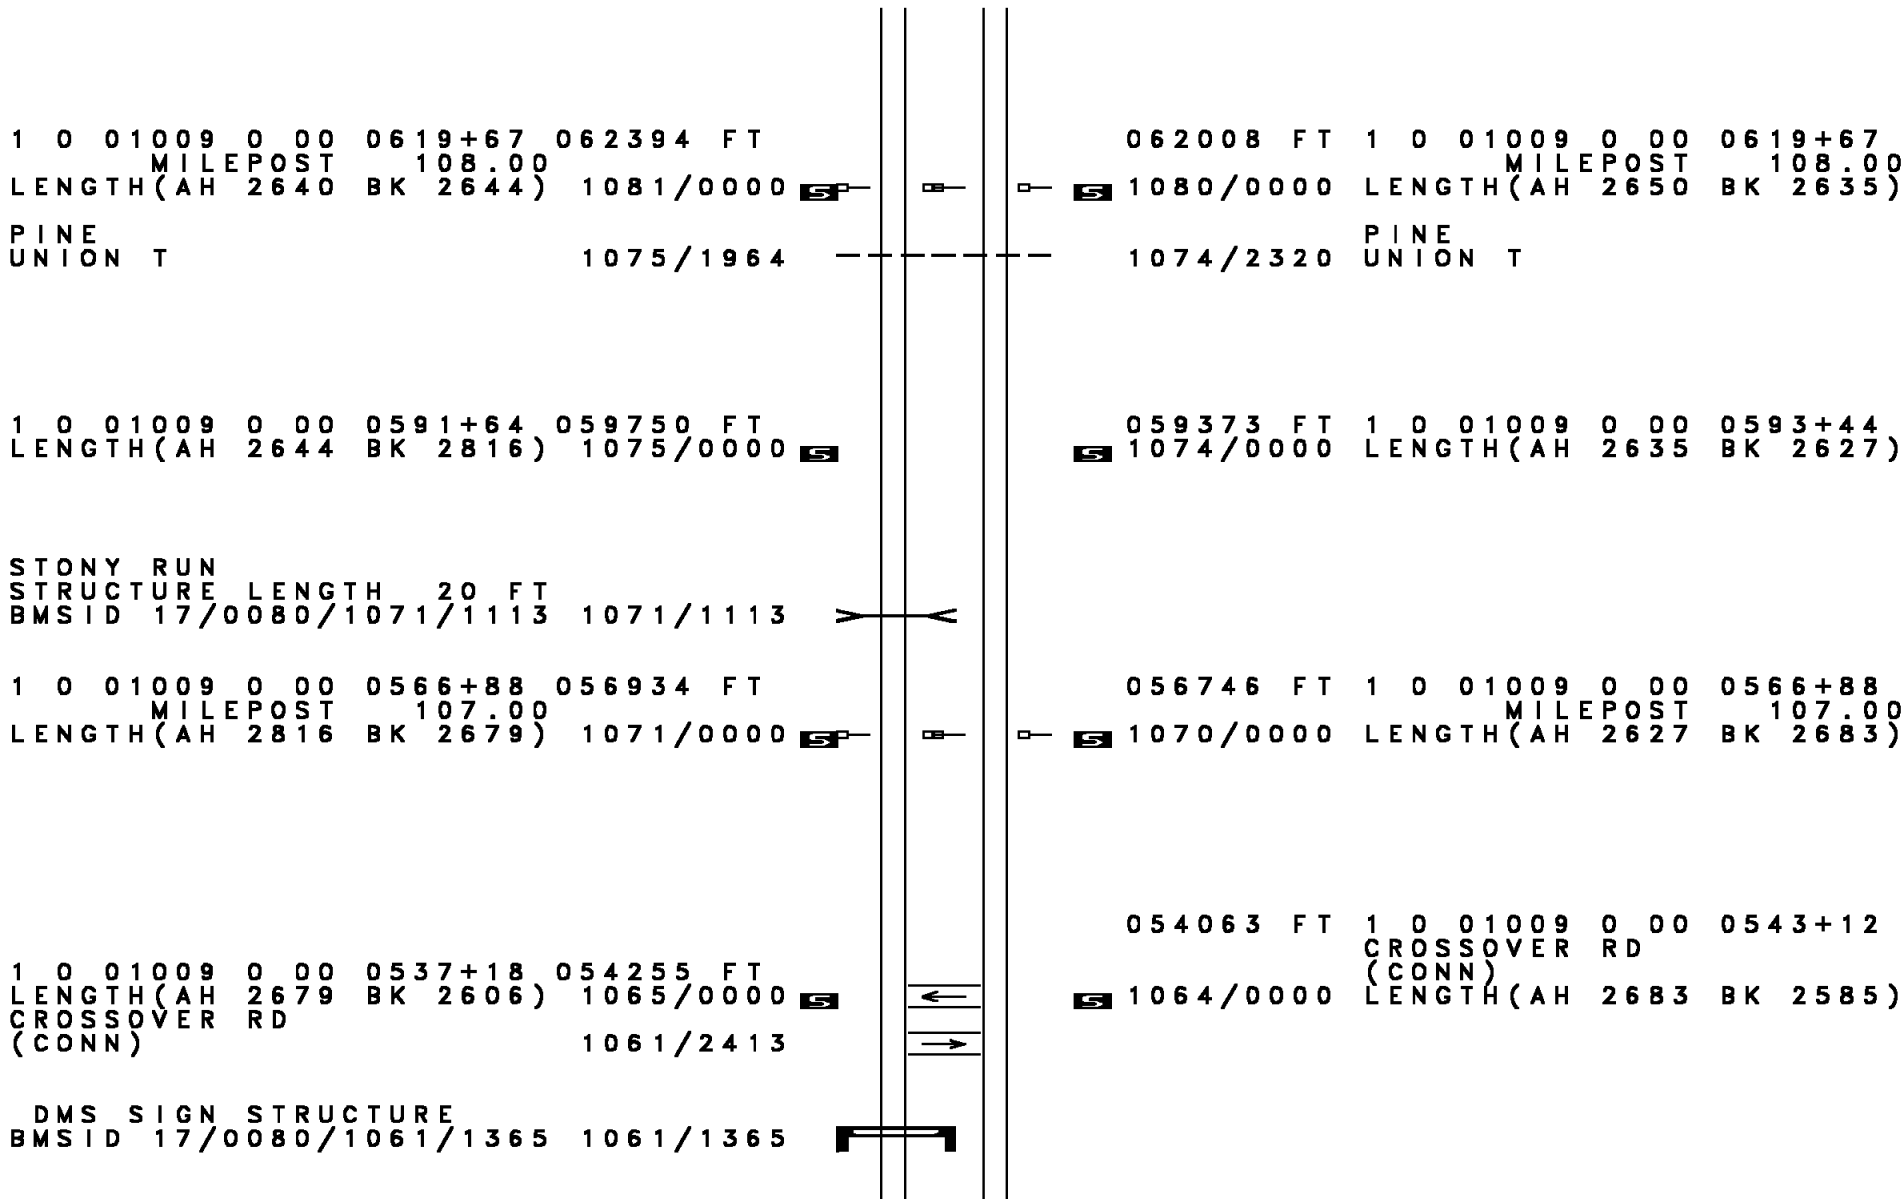 1 0 01009 0 00 0619+67 062394 FT
MILEPOST 108.00
LENGTH(AH 2640 BK 2644) 1081/0000 S
PINE
UNION T 1075/1964
1 0 01009 0 00 0591+64 059750 FT
LENGTH(AH 2644 BK 2816) 1075/0000 S
STONY RUN
STRUCTURE LENGTH 20 FT
BMSID 17/0080/1071/1113 1071/1113
1 0 01009 0 00 0566+88 056934 FT
MILEPOST 107.00
LENGTH(AH 2816 BK 2679) 1071/0000 S
1 0 01009 0 00 0537+18 054255 FT
LENGTH(AH 2679 BK 2606) 1065/0000 S
CROSSOVER RD
(CONN) 1061/2413
DMS SIGN STRUCTURE
BMSID 17/0080/1061/1365 1061/1365
062008 FT 1 0 01009 0 00 0619+67
MILEPOST 108.00
S 1080/0000 LENGTH(AH 2650 BK 2635)
PINE
1074/2320 UNION T
059373 FT 1 0 01009 0 00 0593+44
S 1074/0000 LENGTH(AH 2635 BK 2627)
056746 FT 1 0 01009 0 00 0566+88
MILEPOST 107.00
S 1070/0000 LENGTH(AH 2627 BK 2683)
054063 FT 1 0 01009 0 00 0543+12
CROSSOVER RD
(CONN)
S 1064/0000 LENGTH(AH 2683 BK 2585)